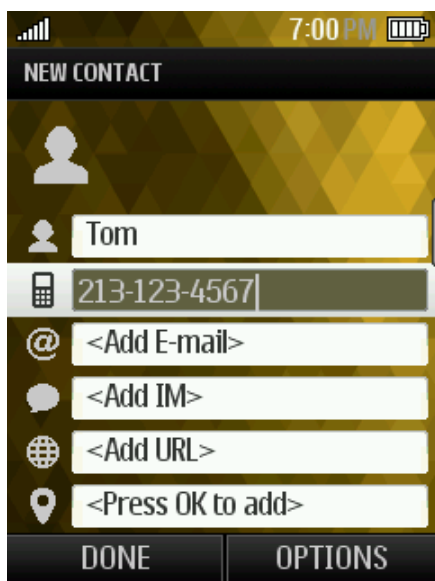 7:00 PM
NEW CONTACT
Tom
213-123-4567
<Add E-mail>
<Add IM>
<Add URL>
<Press OK to add>
DONE OPTIONS